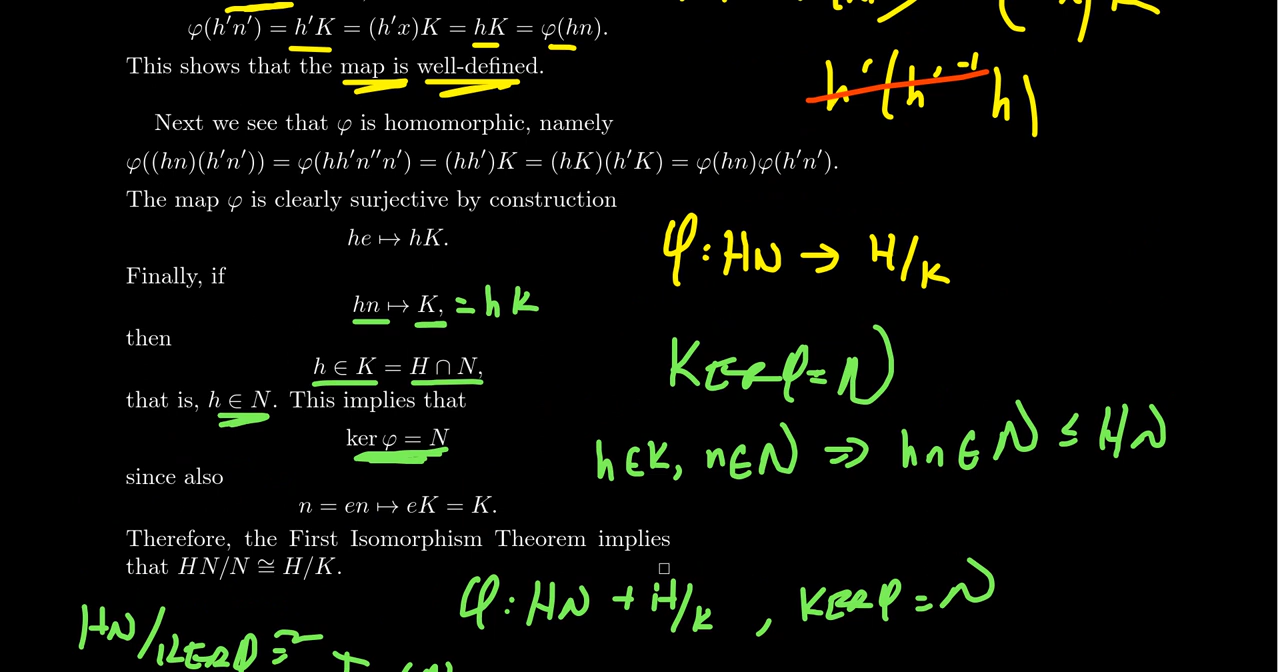 φ(h′n′) = h′K = (h′x)K = hK = φ(hn).
This shows that the map is well-defined.
h′(h′⁻¹h)
Next we see that φ is homomorphic, namely
φ((hn)(h′n′)) = φ(hh′n″n′) = (hh′)K = (hK)(h′K) = φ(hn)φ(h′n′).
The map φ is clearly surjective by construction
he ↦ hK.
φ: HN → H/K
Finally, if
hn ↦ K, = hK
then
h ∈ K = H ∩ N,
KERφ = N
that is, h ∈ N. This implies that
ker φ = N
h∈K, n∈N ⇒ hn ∈ N ≤ HN
since also
n = en ↦ eK = K.
Therefore, the First Isomorphism Theorem implies
that HN/N ≅ H/K. □
φ: HN → H/K, KERφ = N
HN/KERφ ≅